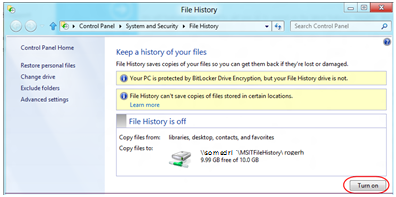 File History
Control Panel ▸ System and Security ▸ File History
Search Control Panel
Control Panel Home
Restore personal files
Change drive
Exclude folders
Advanced settings
Keep a history of your files
File History saves copies of your files so you can get them back if they're lost or damaged.
Your PC is protected by BitLocker Drive Encryption, but your File History drive is not.
File History can't save copies of files stored in certain locations.
Learn more
File History is off
Copy files from: libraries, desktop, contacts, and favorites
Copy files to: \\somedri \MSITFileHistory\rogerh
9.99 GB free of 10.0 GB
Turn on